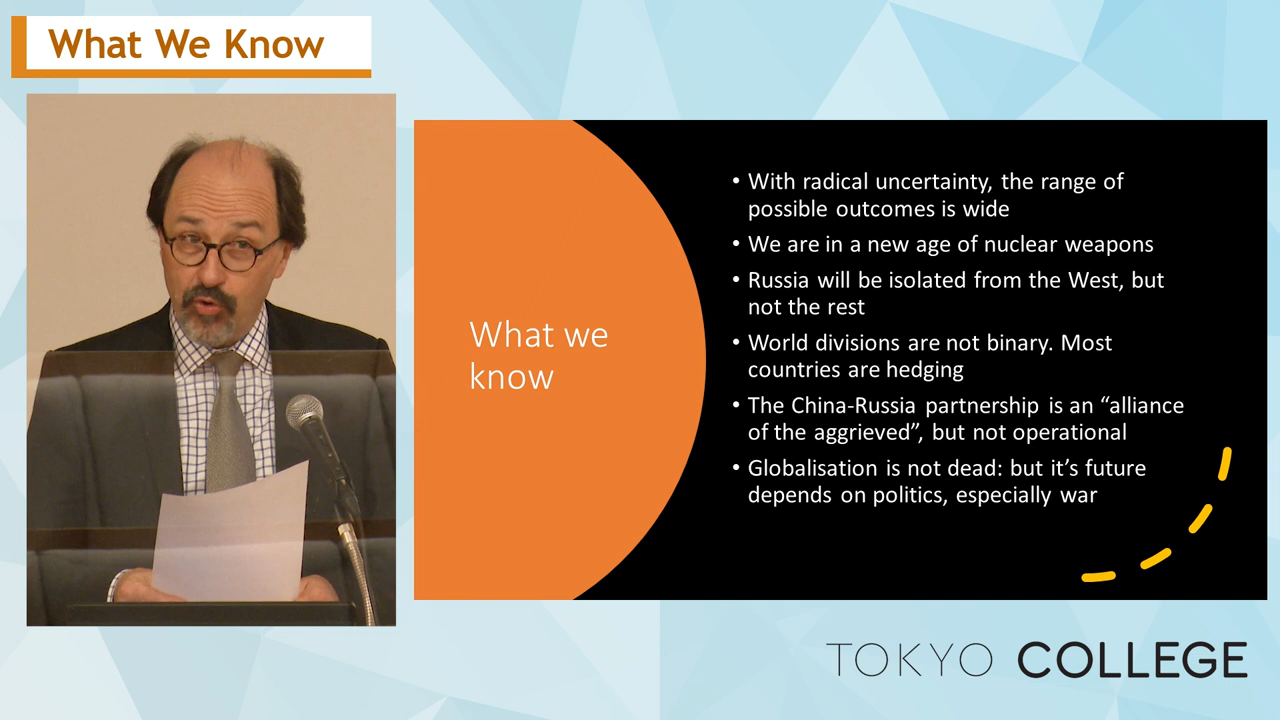 What We Know
What we
know
• With radical uncertainty, the range of
possible outcomes is wide
• We are in a new age of nuclear weapons
• Russia will be isolated from the West, but
not the rest
• World divisions are not binary. Most
countries are hedging
• The China-Russia partnership is an “alliance
of the aggrieved”, but not operational
• Globalisation is not dead: but it’s future
depends on politics, especially war
TOKYO COLLEGE